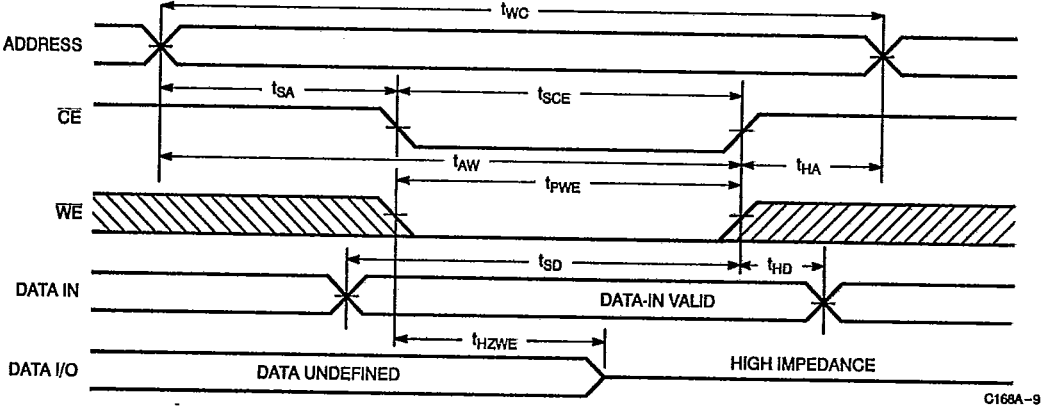 tWC
ADDRESS
tSA
tSCE
CE
tAW
tHA
tPWE
WE
tSD
tHD
DATA IN
DATA-IN VALID
tHZWE
DATA I/O
DATA UNDEFINED
HIGH IMPEDANCE
C168A-9